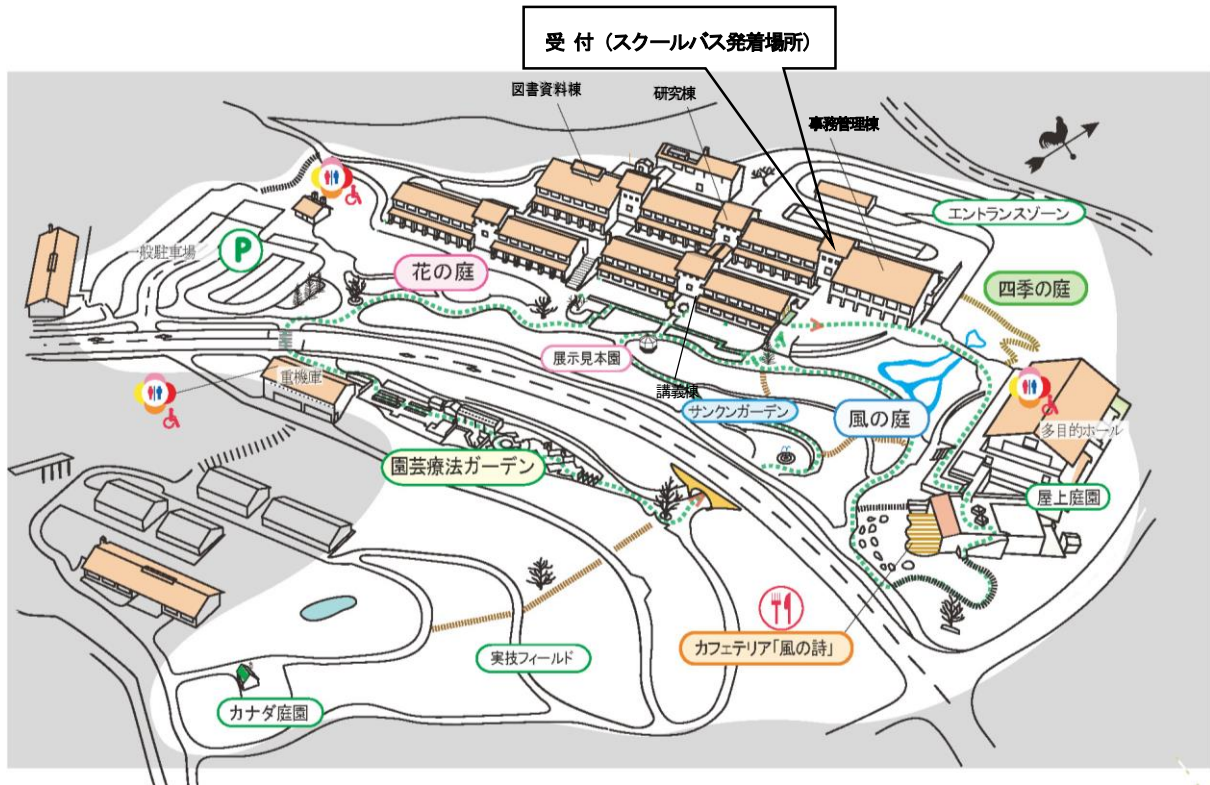 受 付（スクールバス発着場所）
図書資料棟
研究棟
事務管理棟
エントランスゾーン
一般駐車場
P
花の庭
四季の庭
展示見本園
重機庫
講義棟
サンクンガーデン
風の庭
多目的ホール
園芸療法ガーデン
屋上庭園
カフェテリア「風の詩」
実技フィールド
カナダ庭園